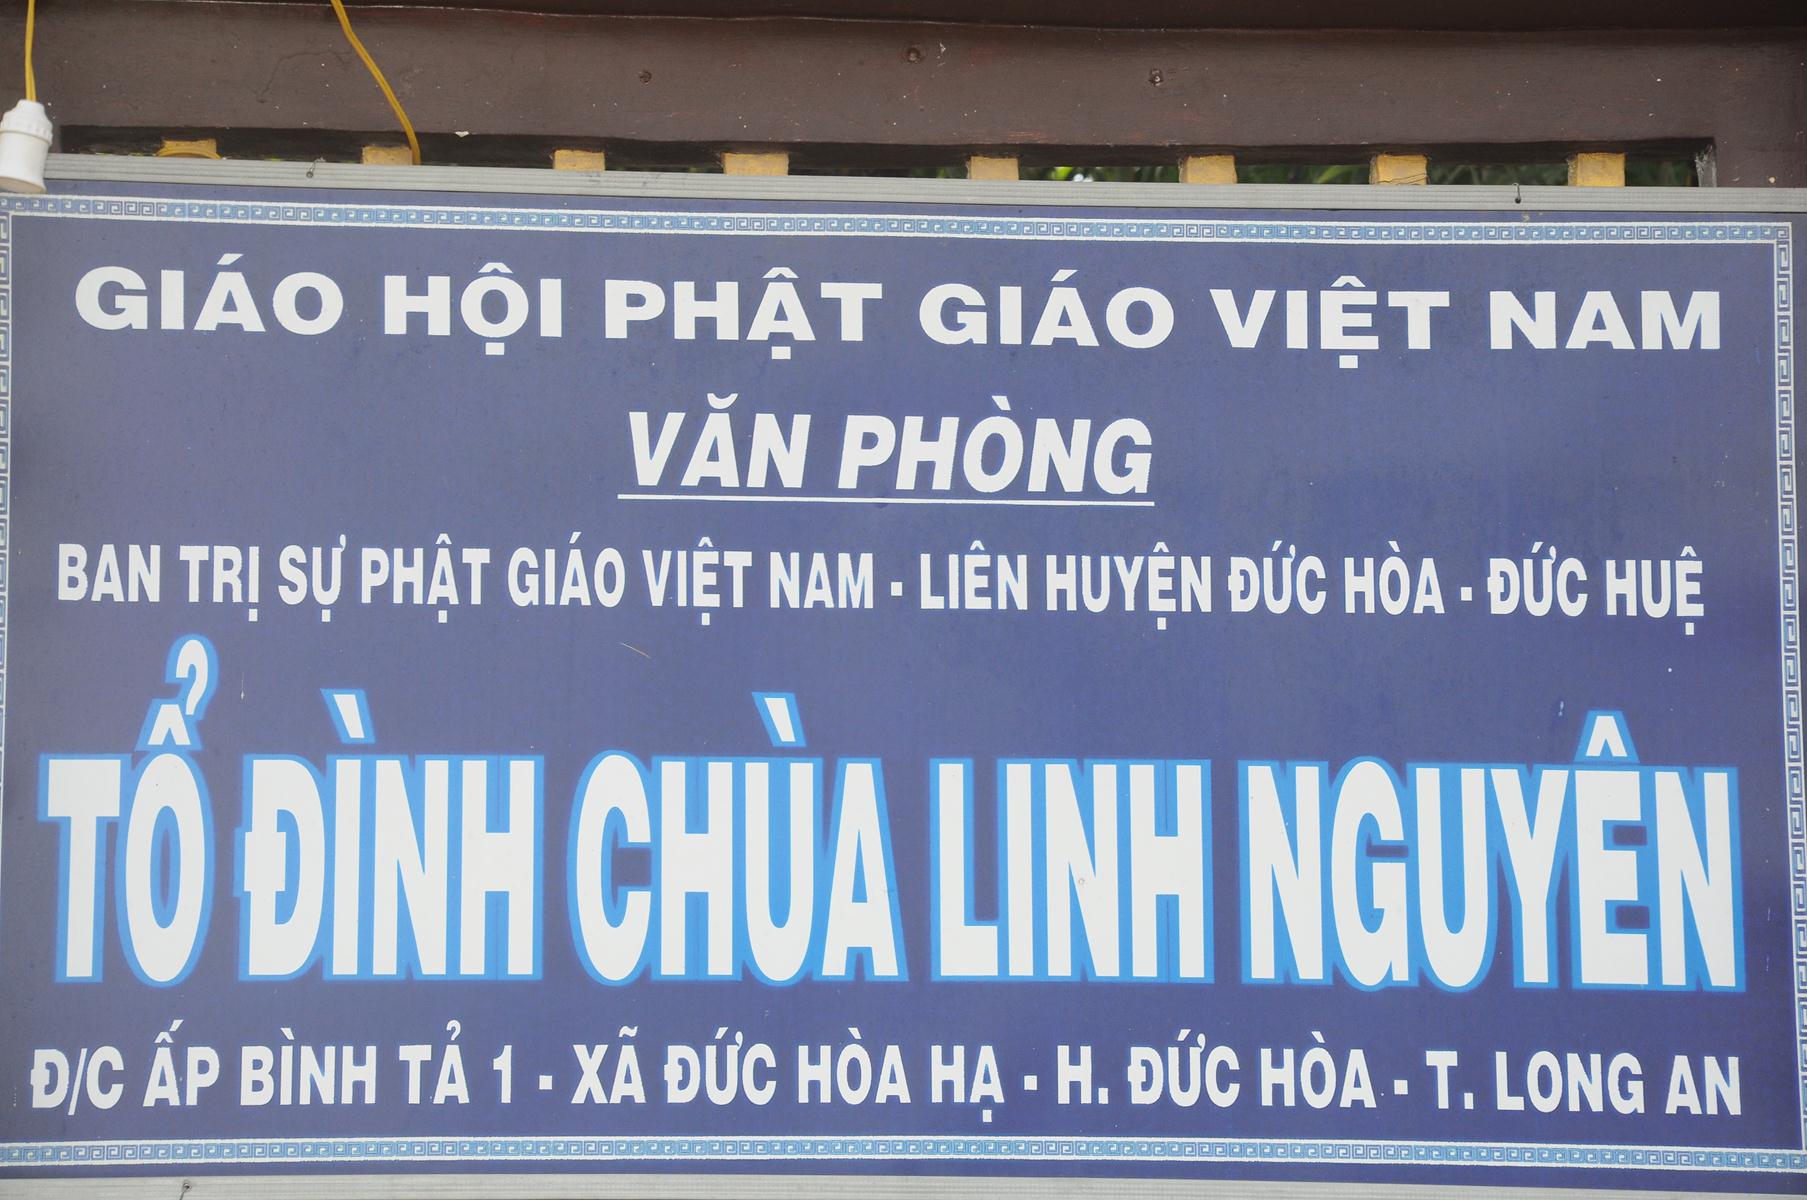 GIÁO HỘI PHẬT GIÁO VIỆT NAM
VĂN PHÒNG
BAN TRỊ SỰ PHẬT GIÁO VIỆT NAM - LIÊN HUYỆN ĐỨC HÒA - ĐỨC HUỆ
TỔ ĐÌNH CHÙA LINH NGUYÊN
Đ/C ẤP BÌNH TẢ 1 - XÃ ĐỨC HÒA HẠ - H. ĐỨC HÒA - T. LONG AN